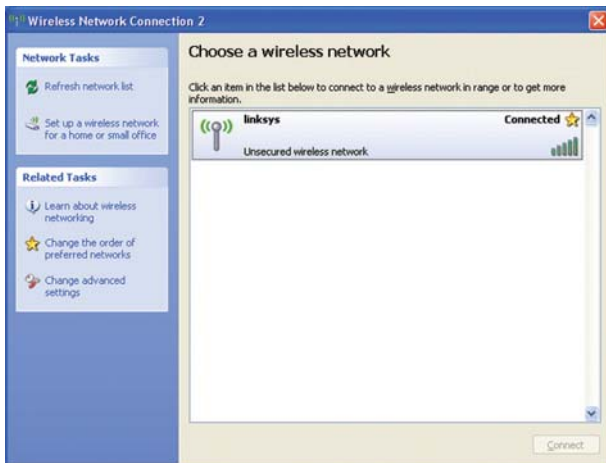 Wireless Network Connection 2
Network Tasks
Refresh network list
Set up a wireless network
for a home or small office
Related Tasks
Learn about wireless
networking
Change the order of
preferred networks
Change advanced
settings
Choose a wireless network
Click an item in the list below to connect to a wireless network in range or to get more
information.
linksys
Connected
Unsecured wireless network
Connect